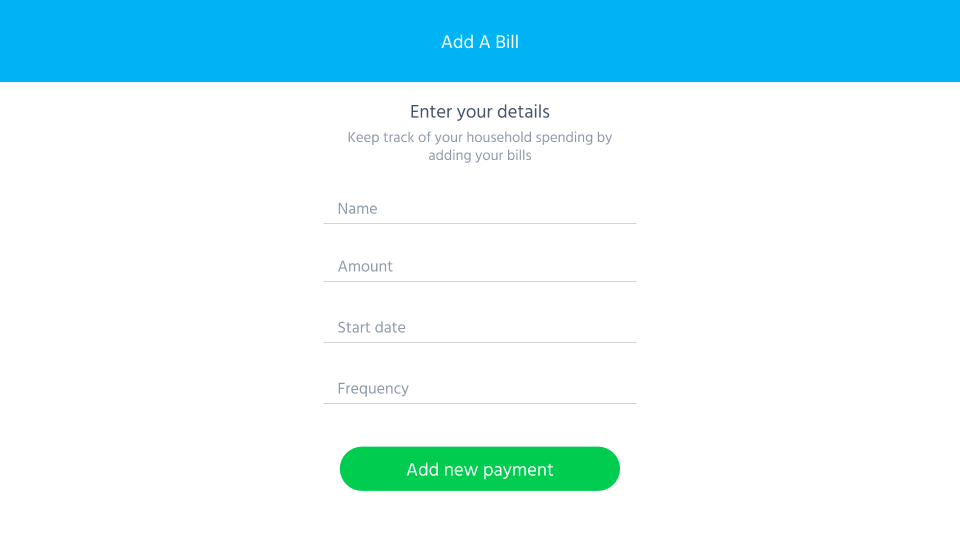 Add A Bill
Enter your details
Keep track of your household spending by
adding your bills
Name
Amount
Start date
Frequency
Add new payment